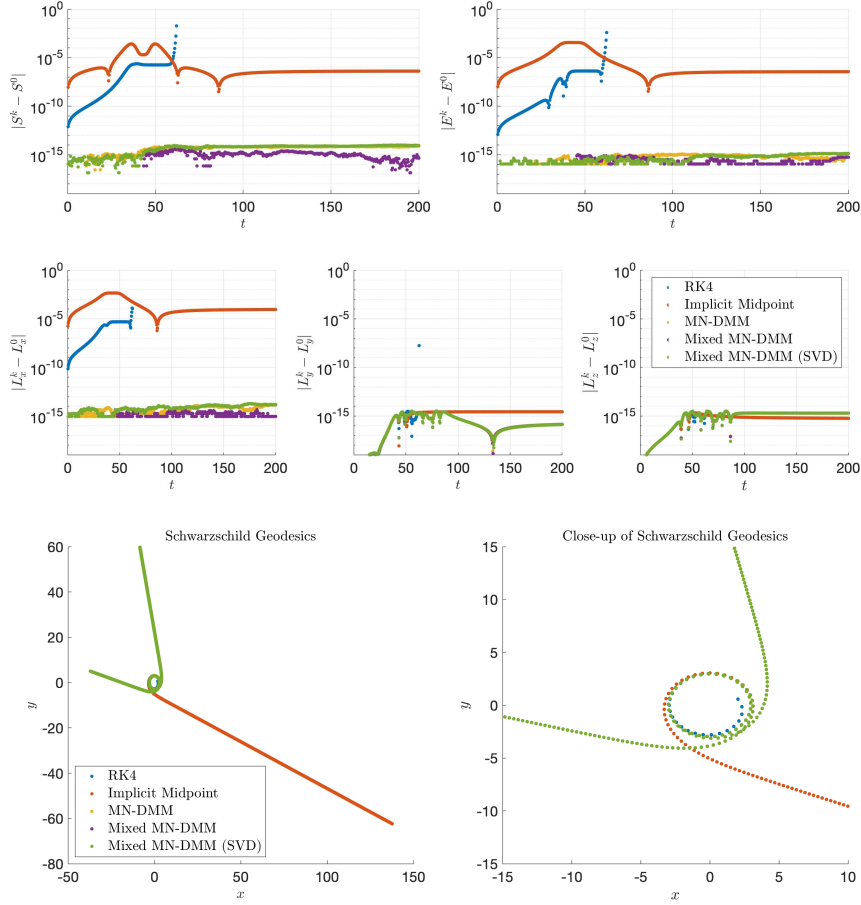 10^0
10^-5
10^-10
10^-15
|S^k − S^0|
0 50 100 150 200
t
10^0
10^-5
10^-10
10^-15
|E^k − E^0|
0 50 100 150 200
t
10^0
10^-5
10^-10
10^-15
|L_x^k − L_x^0|
0 50 100 150 200
t
10^0
10^-5
10^-10
10^-15
|L_y^k − L_y^0|
0 50 100 150 200
t
10^0
10^-5
10^-10
10^-15
|L_z^k − L_z^0|
RK4
Implicit Midpoint
MN-DMM
Mixed MN-DMM
Mixed MN-DMM (SVD)
0 50 100 150 200
t
Schwarzschild Geodesics
60
40
20
0
-20
-40
-60
-80
y
RK4
Implicit Midpoint
MN-DMM
Mixed MN-DMM
Mixed MN-DMM (SVD)
-50 0 50 100 150
x
Close-up of Schwarzschild Geodesics
15
10
5
0
-5
-10
-15
y
-15 -10 -5 0 5 10
x